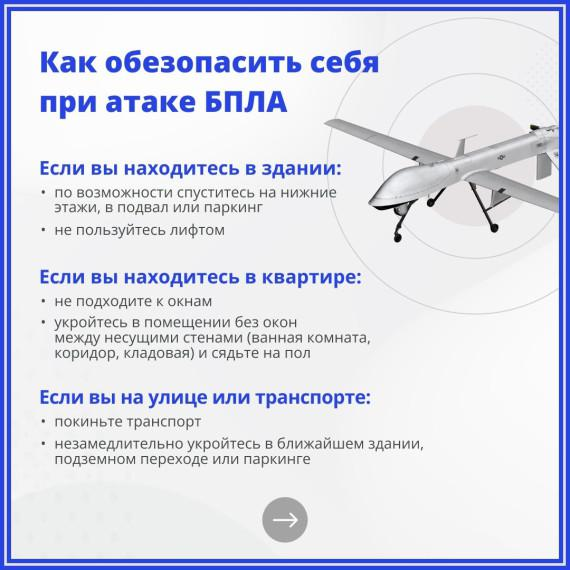 Как обезопасить себя
при атаке БПЛА
Если вы находитесь в здании:
• по возможности спуститесь на нижние
этажи, в подвал или паркинг
• не пользуйтесь лифтом
Если вы находитесь в квартире:
• не подходите к окнам
• укройтесь в помещении без окон
между несущими стенами (ванная комната,
коридор, кладовая) и сядьте на пол
Если вы на улице или транспорте:
• покиньте транспорт
• незамедлительно укройтесь в ближайшем здании,
подземном переходе или паркинге